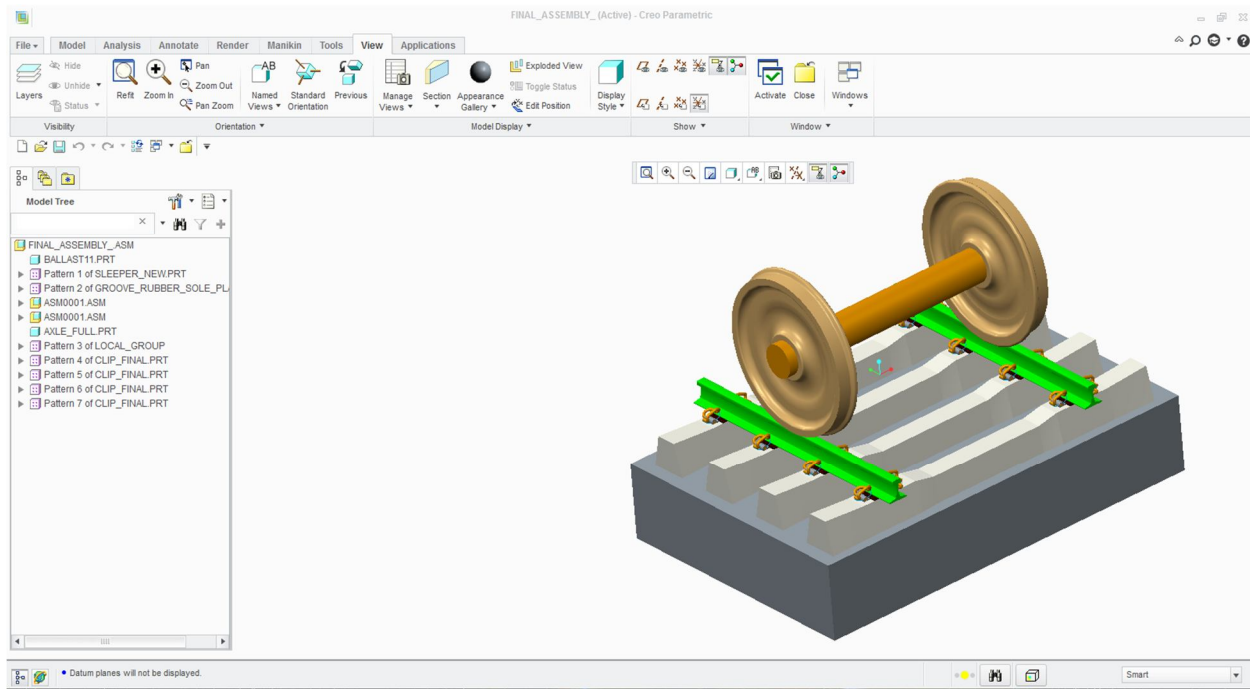 FINAL_ASSEMBLY_ (Active) - Creo Parametric
File Model Analysis Annotate Render Manikin Tools View Applications
Hide
Unhide
Status
Layers
Refit
Zoom In
Pan
Zoom Out
Pan Zoom
Named Views
Standard Orientation
Previous
Manage Views
Section
Appearance Gallery
Exploded View
Toggle Status
Edit Position
Display Style
Activate
Close
Windows
Visibility Orientation Model Display Show Window
Model Tree
FINAL_ASSEMBLY_.ASM
BALLAST11.PRT
Pattern 1 of SLEEPER_NEW.PRT
Pattern 2 of GROOVE_RUBBER_SOLE_PL
ASM0001.ASM
ASM0001.ASM
AXLE_FULL.PRT
Pattern 3 of LOCAL_GROUP
Pattern 4 of CLIP_FINAL.PRT
Pattern 5 of CLIP_FINAL.PRT
Pattern 6 of CLIP_FINAL.PRT
Pattern 7 of CLIP_FINAL.PRT
Datum planes will not be displayed.
Smart